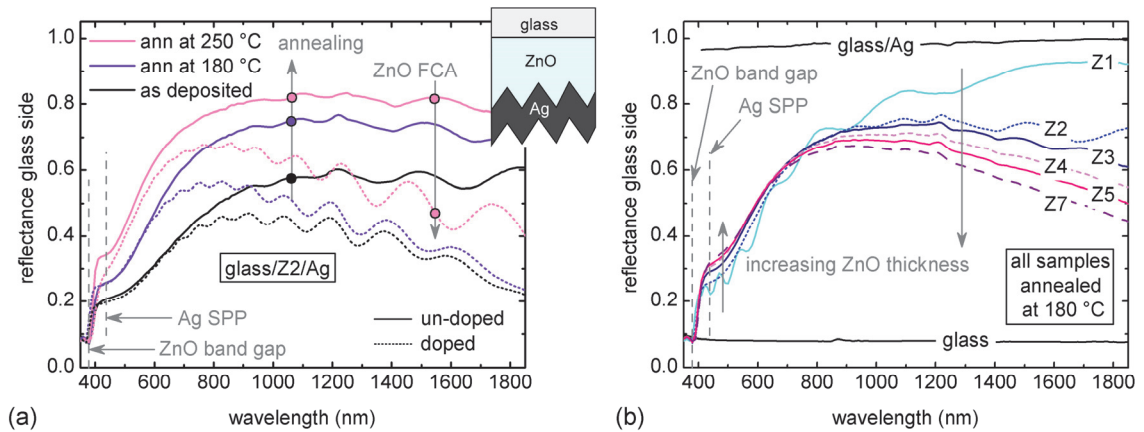 1.0
0.8
0.6
0.4
0.2
0.0
reflectance glass side
ann at 250 °C
ann at 180 °C
as deposited
annealing
ZnO FCA
glass
ZnO
Ag
glass/Z2/Ag
Ag SPP
ZnO band gap
un-doped
doped
400 600 800 1000 1200 1400 1600 1800
wavelength (nm)
(a)
1.0
0.8
0.6
0.4
0.2
0.0
reflectance glass side
glass/Ag
ZnO band gap
Ag SPP
Z1
Z2
Z3
Z4
Z5
Z7
increasing ZnO thickness
all samples
annealed
at 180 °C
glass
400 600 800 1000 1200 1400 1600 1800
wavelength (nm)
(b)